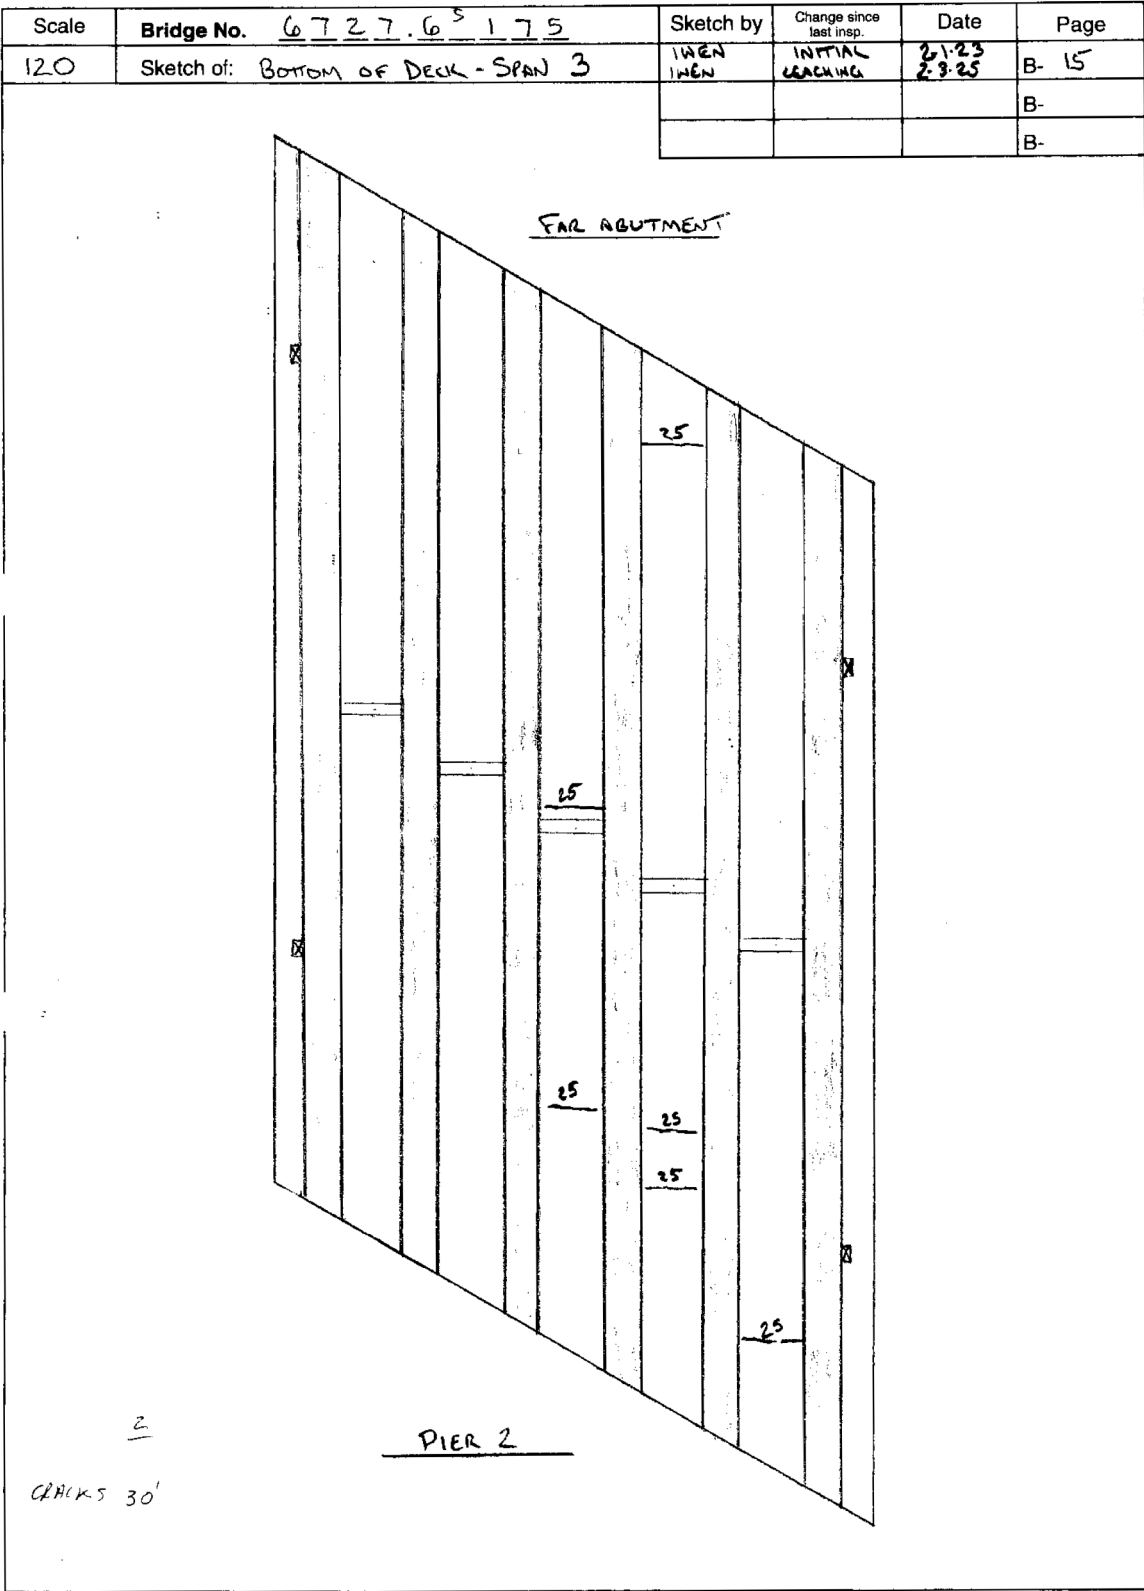 Scale Bridge No. 6727.6S175 Sketch by Change since last insp. Date Page
120 Sketch of: BOTTOM OF DECK - SPAN 3 IWEN INITIAL 2-1-23 B- 15
IWEN LEACHING 2-3-25
B-
B-
FAR ABUTMENT
25
25
25
25
25
25
2
PIER 2
CRACKS 30'